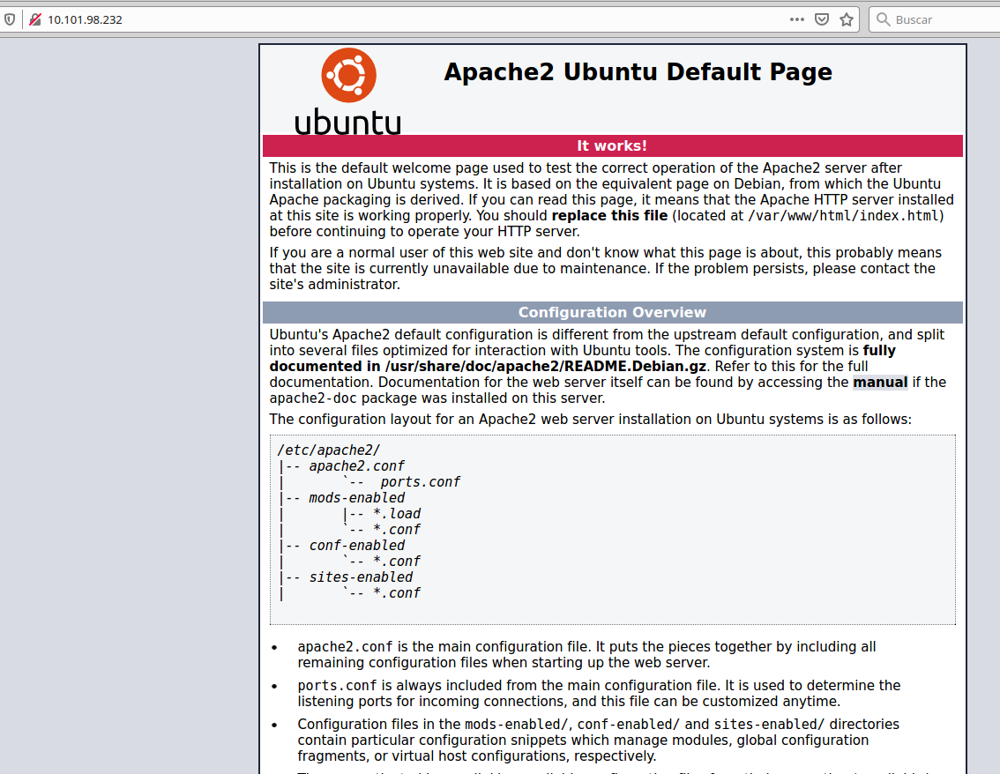 10.101.98.232
Buscar
ubuntu
Apache2 Ubuntu Default Page
It works!
This is the default welcome page used to test the correct operation of the Apache2 server after
installation on Ubuntu systems. It is based on the equivalent page on Debian, from which the Ubuntu
Apache packaging is derived. If you can read this page, it means that the Apache HTTP server installed
at this site is working properly. You should replace this file (located at /var/www/html/index.html)
before continuing to operate your HTTP server.
If you are a normal user of this web site and don't know what this page is about, this probably means
that the site is currently unavailable due to maintenance. If the problem persists, please contact the
site's administrator.
Configuration Overview
Ubuntu's Apache2 default configuration is different from the upstream default configuration, and split
into several files optimized for interaction with Ubuntu tools. The configuration system is fully
documented in /usr/share/doc/apache2/README.Debian.gz. Refer to this for the full
documentation. Documentation for the web server itself can be found by accessing the manual if the
apache2-doc package was installed on this server.
The configuration layout for an Apache2 web server installation on Ubuntu systems is as follows:
/etc/apache2/
|-- apache2.conf
|       `--  ports.conf
|-- mods-enabled
|       |-- *.load
|       `-- *.conf
|-- conf-enabled
|       `-- *.conf
|-- sites-enabled
|       `-- *.conf
• apache2.conf is the main configuration file. It puts the pieces together by including all
remaining configuration files when starting up the web server.
• ports.conf is always included from the main configuration file. It is used to determine the
listening ports for incoming connections, and this file can be customized anytime.
• Configuration files in the mods-enabled/, conf-enabled/ and sites-enabled/ directories
contain particular configuration snippets which manage modules, global configuration
fragments, or virtual host configurations, respectively.